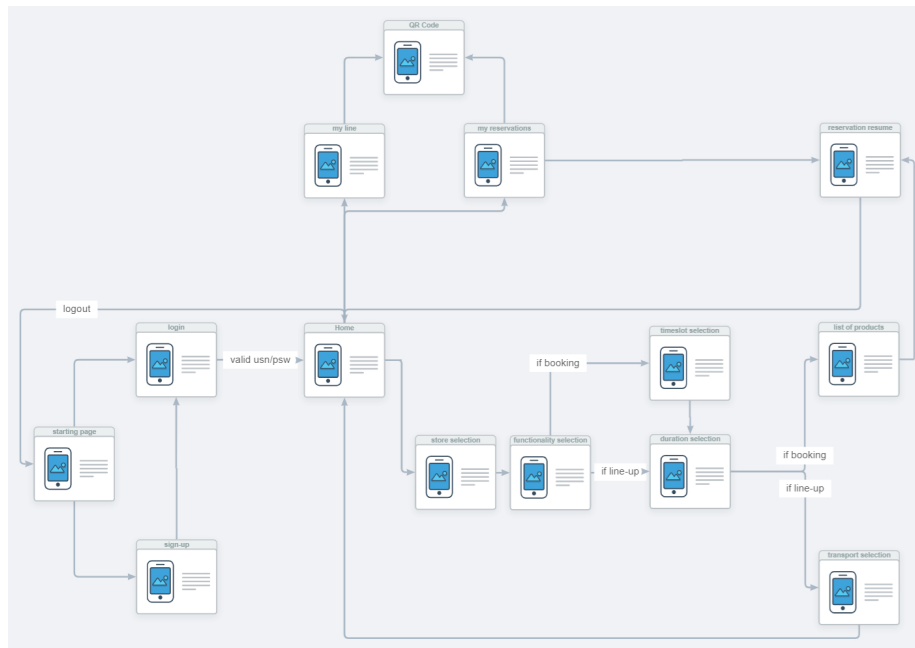 QR Code
my line
my reservations
reservation resume
logout
login
valid usn/psw
Home
timeslot selection
list of products
if booking
starting page
store selection
functionality selection
if line-up
duration selection
if booking
if line-up
sign-up
transport selection